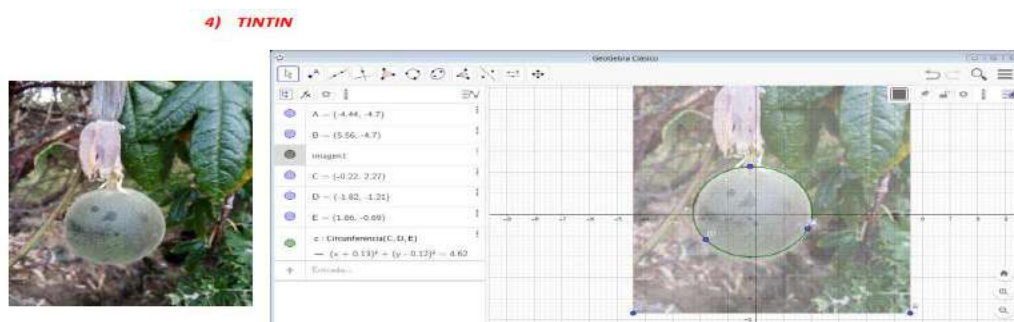 4) TINTIN
GeoGebra Clásico
A = (-4.44, -4.7)
B = (5.56, -4.7)
imagen1
C = (-0.22, 2.27)
D = (-1.82, -1.21)
E = (1.86, -0.69)
c : Circunferencia(C, D, E)
= (x + 0.13)² + (y - 0.12)² = 4.62
Entrada...